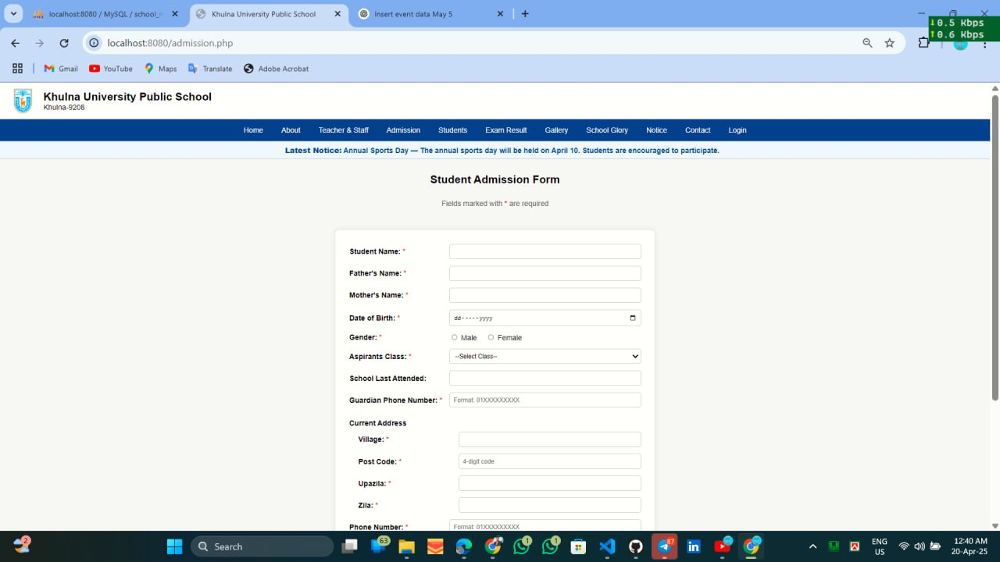 localhost:8080 / MySQL / school_m
Khulna University Public School
Insert event data May 5
0.5 Kbps
0.6 Kbps
localhost:8080/admission.php
Gmail
YouTube
Maps
Translate
Adobe Acrobat
Khulna University Public School
Khulna-9208
Home About Teacher & Staff Admission Students Exam Result Gallery School Glory Notice Contact Login
Latest Notice: Annual Sports Day — The annual sports day will be held on April 10. Students are encouraged to participate.
Student Admission Form
Fields marked with * are required
Student Name: *
Father's Name: *
Mother's Name: *
Date of Birth: * dd-----yyyy
Gender: * Male Female
Aspirants Class: * --Select Class--
School Last Attended:
Guardian Phone Number: * Format: 01XXXXXXXXX
Current Address
Village: *
Post Code: * 4-digit code
Upazila: *
Zila: *
Phone Number: * Format: 01XXXXXXXXX
2
Search
63
1
1
87
ENG
US
12:40 AM
20-Apr-25